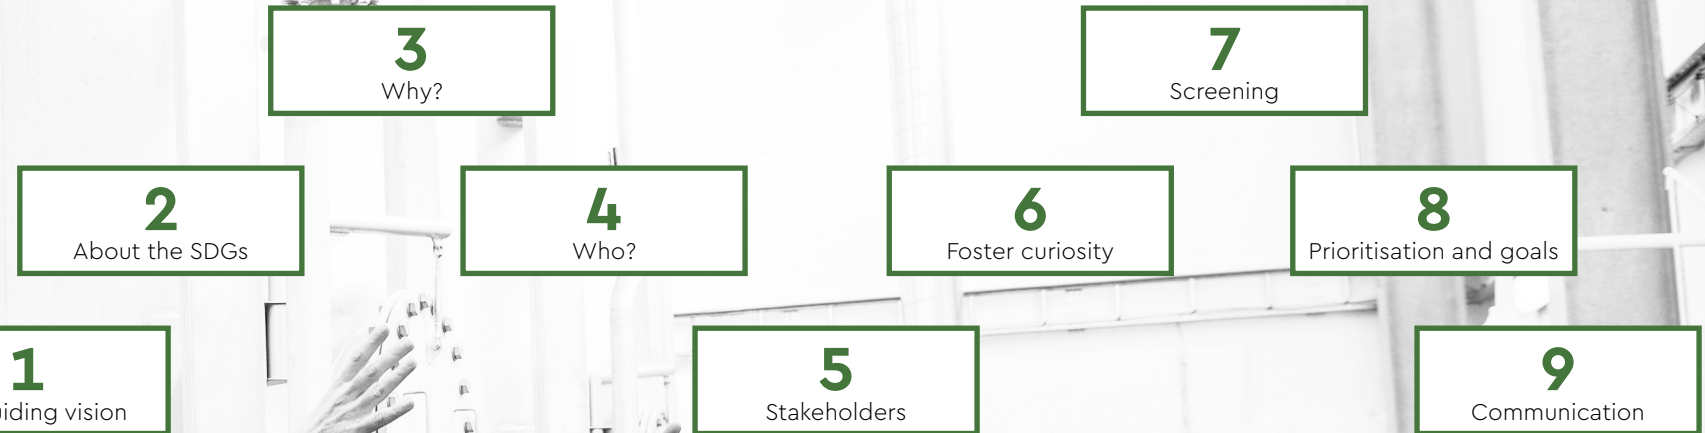 3
Why?
7
Screening
2
About the SDGs
4
Who?
6
Foster curiosity
8
Prioritisation and goals
1
vision
5
Stakeholders
9
Communication